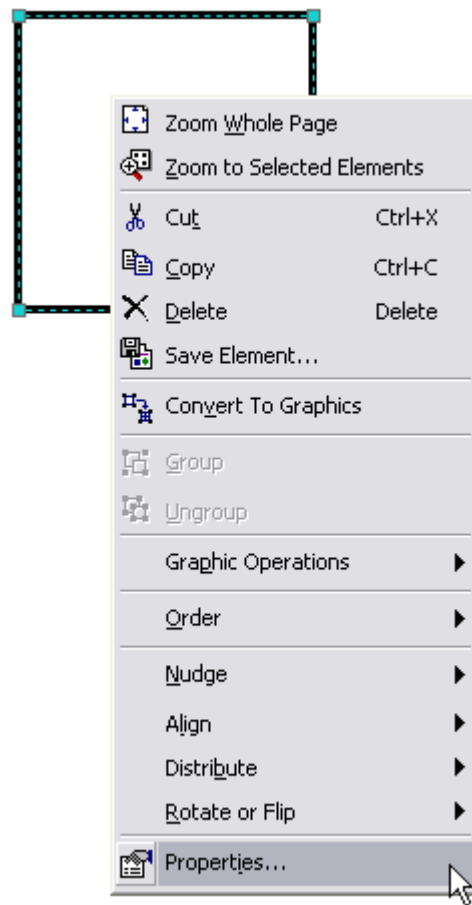 Zoom Whole Page
Zoom to Selected Elements
Cut Ctrl+X
Copy Ctrl+C
Delete Delete
Save Element...
Convert To Graphics
Group
Ungroup
Graphic Operations
Order
Nudge
Align
Distribute
Rotate or Flip
Properties...